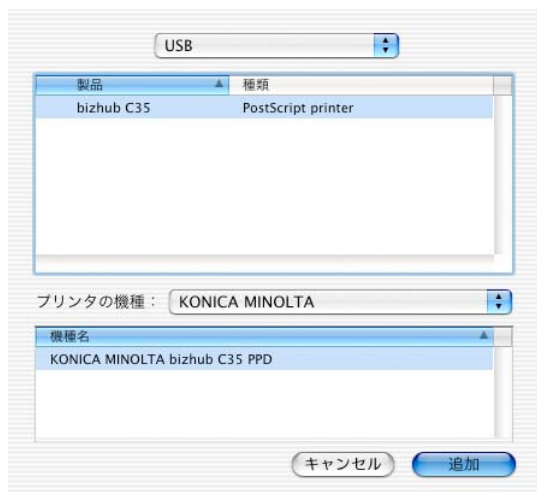 USB
製品 種類
bizhub C35 PostScript printer
プリンタの機種： KONICA MINOLTA
機種名
KONICA MINOLTA bizhub C35 PPD
キャンセル 追加